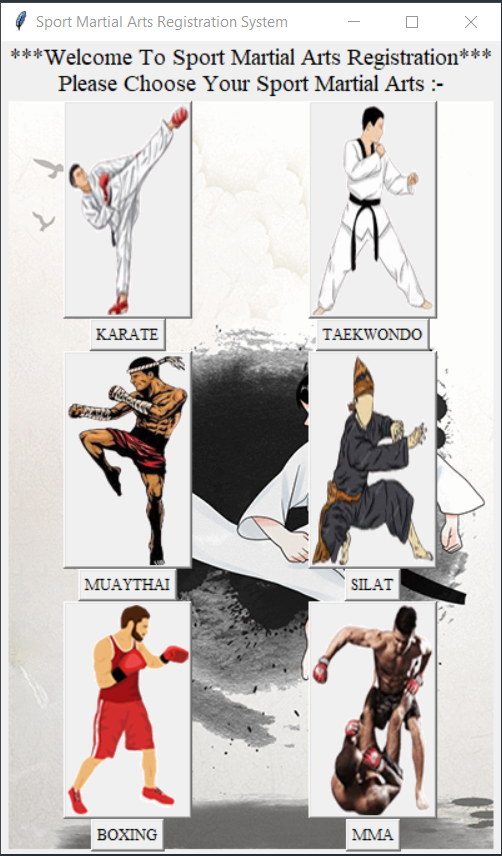 Sport Martial Arts Registration System
***Welcome To Sport Martial Arts Registration***
Please Choose Your Sport Martial Arts :-
KARATE
TAEKWONDO
MUAYTHAI
SILAT
BOXING
MMA